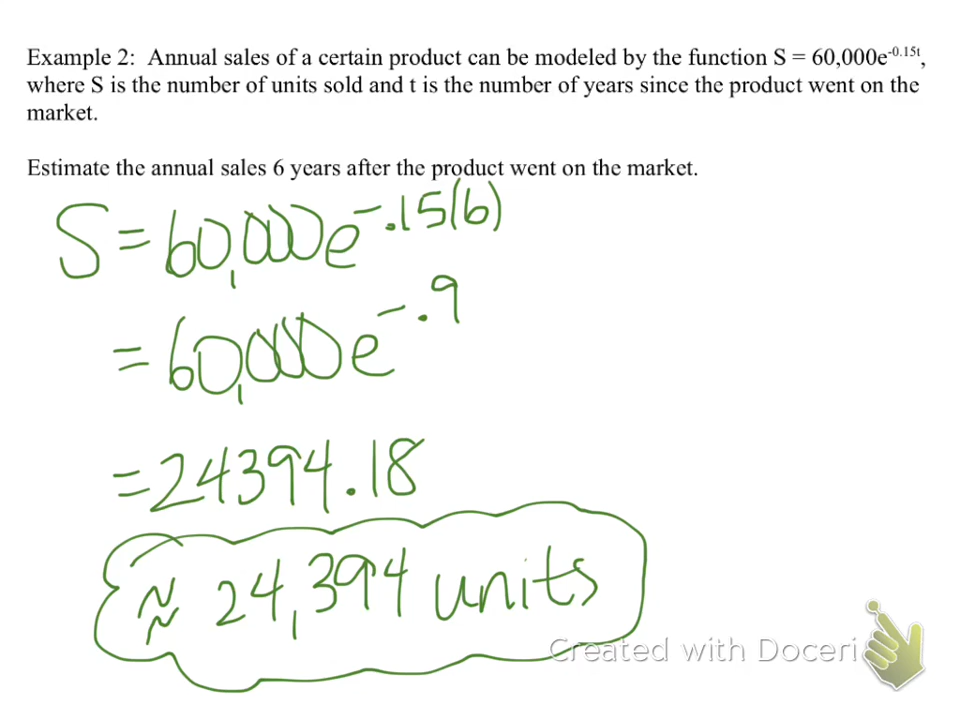 Example 2:  Annual sales of a certain product can be modeled by the function S = 60,000e^-0.15t,
where S is the number of units sold and t is the number of years since the product went on the
market.
Estimate the annual sales 6 years after the product went on the market.
S = 60,000e^-.15(6)
= 60,000e^-.9
= 24394.18
≈ 24,394 units
Created with Doceri